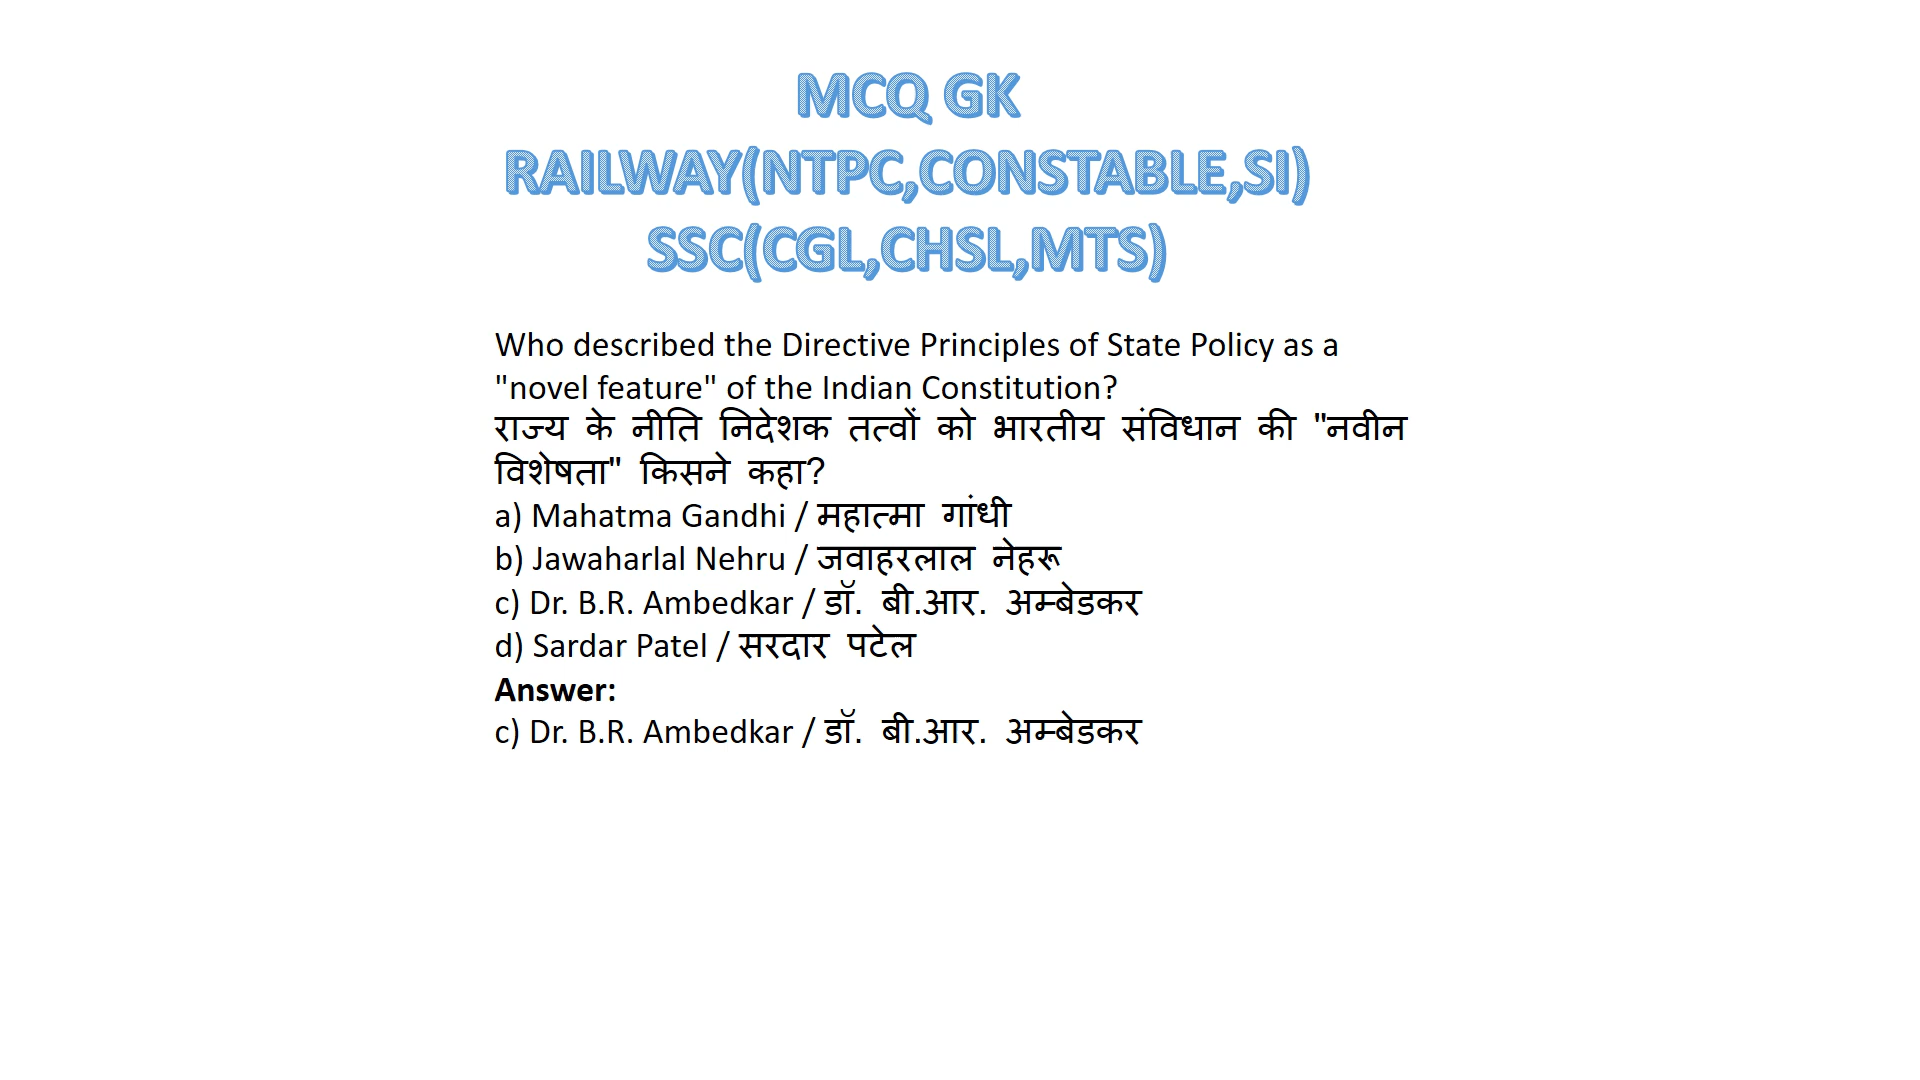 MCQ GK
RAILWAY(NTPC,CONSTABLE,SI)
SSC(CGL,CHSL,MTS)
Who described the Directive Principles of State Policy as a
"novel feature" of the Indian Constitution?
राज्य के नीति निदेशक तत्वों को भारतीय संविधान की "नवीन
विशेषता" किसने कहा?
a) Mahatma Gandhi / महात्मा गांधी
b) Jawaharlal Nehru / जवाहरलाल नेहरू
c) Dr. B.R. Ambedkar / डॉ. बी.आर. अम्बेडकर
d) Sardar Patel / सरदार पटेल
Answer:
c) Dr. B.R. Ambedkar / डॉ. बी.आर. अम्बेडकर